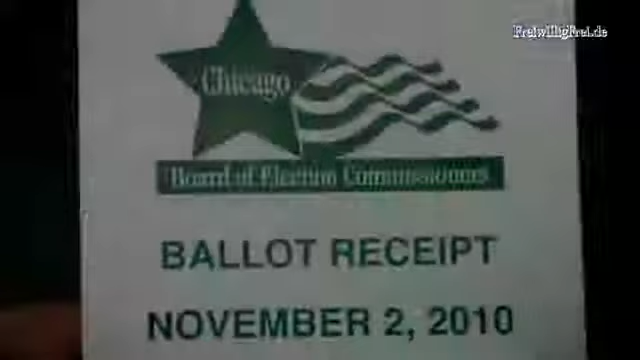 FreiwilligFrei.de
Chicago
Board of Election Commissioners
BALLOT RECEIPT
NOVEMBER 2, 2010